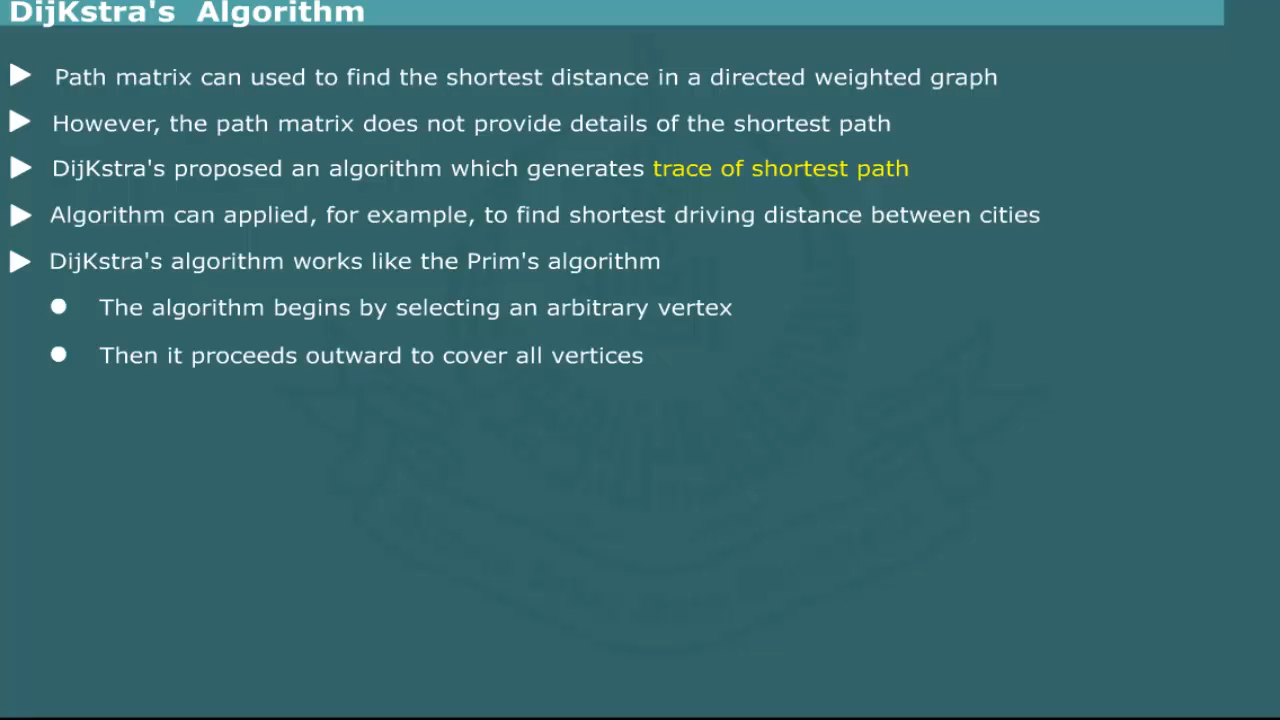 DijKstra's Algorithm
Path matrix can used to find the shortest distance in a directed weighted graph
However, the path matrix does not provide details of the shortest path
DijKstra's proposed an algorithm which generates trace of shortest path
Algorithm can applied, for example, to find shortest driving distance between cities
DijKstra's algorithm works like the Prim's algorithm
The algorithm begins by selecting an arbitrary vertex
Then it proceeds outward to cover all vertices